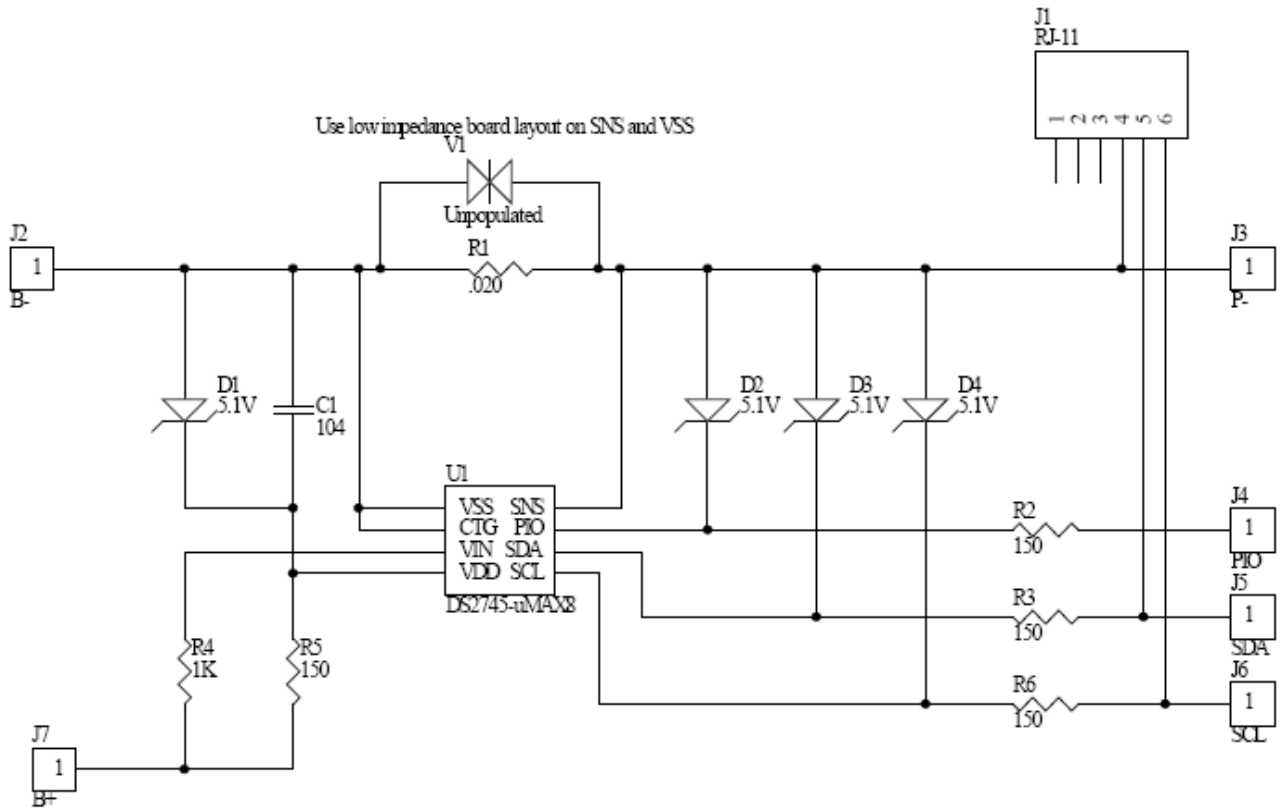 J1
RJ-11
1 2 3 4 5 6
Use low impedance board layout on SNS and VSS
V1
Unpopulated
J2
1
B-
R1
.020
J3
1
P-
D1
5.1V
C1
104
D2
5.1V
D3
5.1V
D4
5.1V
U1
VSS SNS
CTG PIO
VIN SDA
VDD SCL
DS2745-uMAX8
R2
150
J4
1
PIO
R3
150
J5
1
SDA
R4
1K
R5
150
R6
150
J6
1
SCL
J7
1
B+